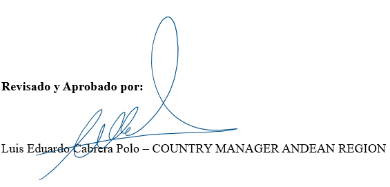 Revisado y Aprobado por:
Luis Eduardo Cabrera Polo – COUNTRY MANAGER ANDEAN REGION